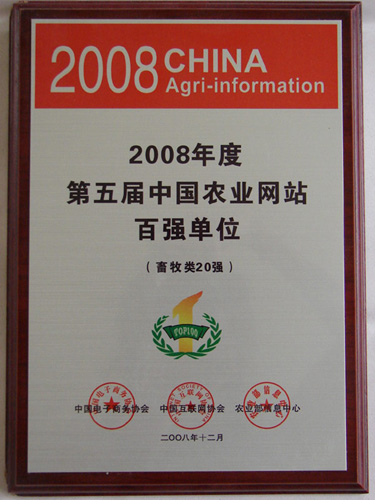 2008 CHINA
Agri-information
2008年度
第五届中国农业网站
百强单位
(畜牧类20强)
TOP100
中国电子商务协会 中国互联网协会 农业部信息中心
二〇〇八年十二月